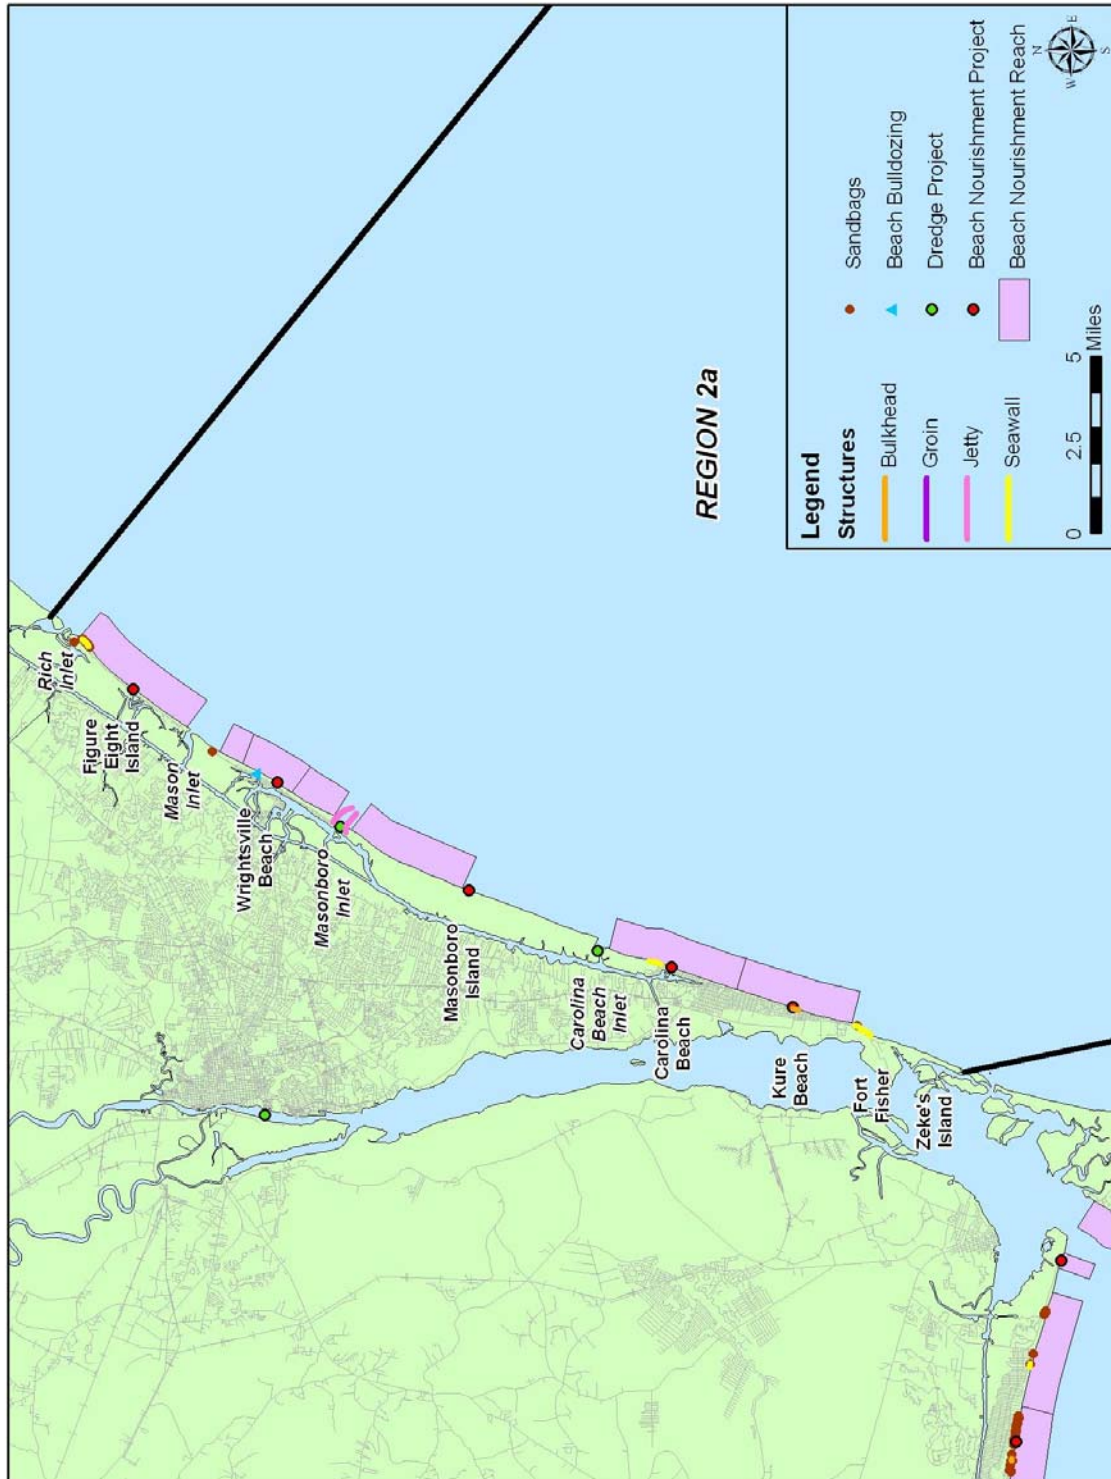 Rich
Inlet
Figure
Eight
Island
Mason
Inlet
Wrightsville
Beach
Masonboro
Inlet
Masonboro
Island
Carolina
Beach
Inlet
Carolina
Beach
Kure
Beach
Fort
Fisher
Zeke's
Island
REGION 2a
Legend
Structures
Bulkhead
Groin
Jetty
Seawall
Sandbags
Beach Bulldozing
Dredge Project
Beach Nourishment Project
Beach Nourishment Reach
0 2.5 5
Miles
N
W E
S